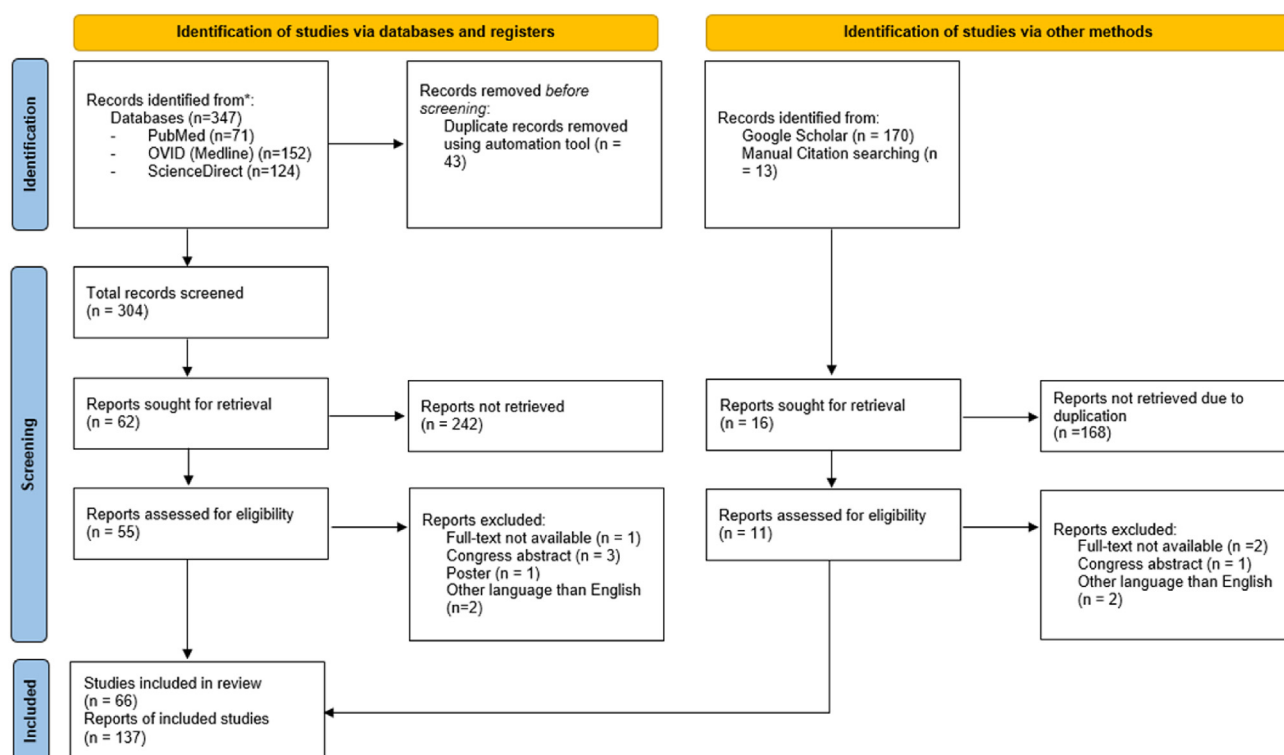 Identification of studies via databases and registers
Identification of studies via other methods
Identification
Records identified from*:
Databases (n=347)
- PubMed (n=71)
- OVID (Medline) (n=152)
- ScienceDirect (n=124)
Records removed before
screening:
Duplicate records removed
using automation tool (n =
43)
Records identified from:
Google Scholar (n = 170)
Manual Citation searching (n
= 13)
Screening
Total records screened
(n = 304)
Reports sought for retrieval
(n = 62)
Reports not retrieved
(n = 242)
Reports sought for retrieval
(n = 16)
Reports not retrieved due to
duplication
(n =168)
Reports assessed for eligibility
(n = 55)
Reports excluded:
Full-text not available (n = 1)
Congress abstract (n = 3)
Poster (n = 1)
Other language than English
(n=2)
Reports assessed for eligibility
(n = 11)
Reports excluded:
Full-text not available (n =2)
Congress abstract (n = 1)
Other language than English
(n = 2)
Included
Studies included in review
(n = 66)
Reports of included studies
(n = 137)